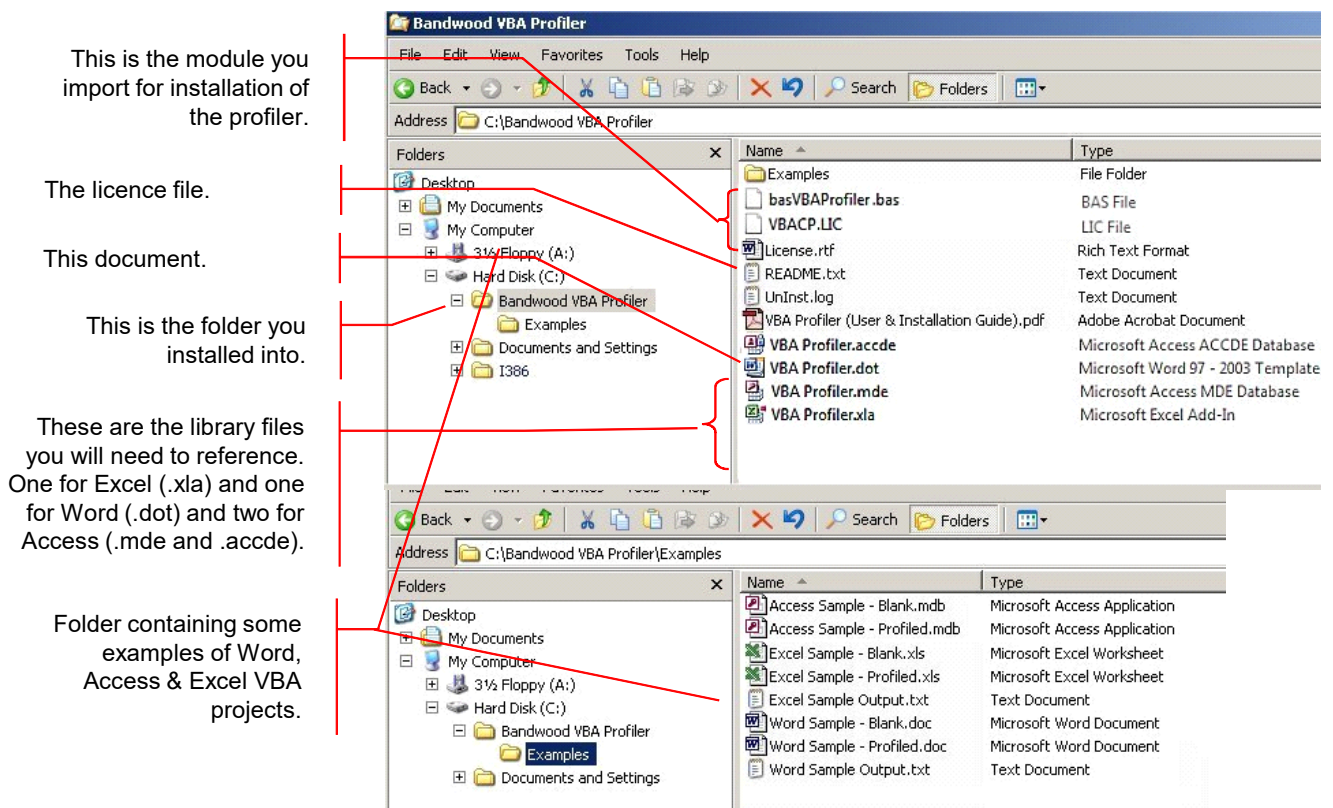 This is the module you
import for installation of
the profiler.
The licence file.
This document.
This is the folder you
installed into.
These are the library files
you will need to reference.
One for Excel (.xla) and one
for Word (.dot) and two for
Access (.mde and .accde).
Folder containing some
examples of Word,
Access & Excel VBA
projects.
Bandwood VBA Profiler
File Edit View Favorites Tools Help
Back Search Folders
Address C:\Bandwood VBA Profiler
Folders x
Desktop
My Documents
My Computer
3½ Floppy (A:)
Hard Disk (C:)
Bandwood VBA Profiler
Examples
Documents and Settings
I386
Name Type
Examples File Folder
basVBAProfiler.bas BAS File
VBACP.LIC LIC File
License.rtf Rich Text Format
README.txt Text Document
UnInst.log Text Document
VBA Profiler (User & Installation Guide).pdf Adobe Acrobat Document
VBA Profiler.accde Microsoft Access ACCDE Database
VBA Profiler.dot Microsoft Word 97 - 2003 Template
VBA Profiler.mde Microsoft Access MDE Database
VBA Profiler.xla Microsoft Excel Add-In
Back Search Folders
Address C:\Bandwood VBA Profiler\Examples
Folders x
Desktop
My Documents
My Computer
3½ Floppy (A:)
Hard Disk (C:)
Bandwood VBA Profiler
Examples
Documents and Settings
Name Type
Access Sample - Blank.mdb Microsoft Access Application
Access Sample - Profiled.mdb Microsoft Access Application
Excel Sample - Blank.xls Microsoft Excel Worksheet
Excel Sample - Profiled.xls Microsoft Excel Worksheet
Excel Sample Output.txt Text Document
Word Sample - Blank.doc Microsoft Word Document
Word Sample - Profiled.doc Microsoft Word Document
Word Sample Output.txt Text Document